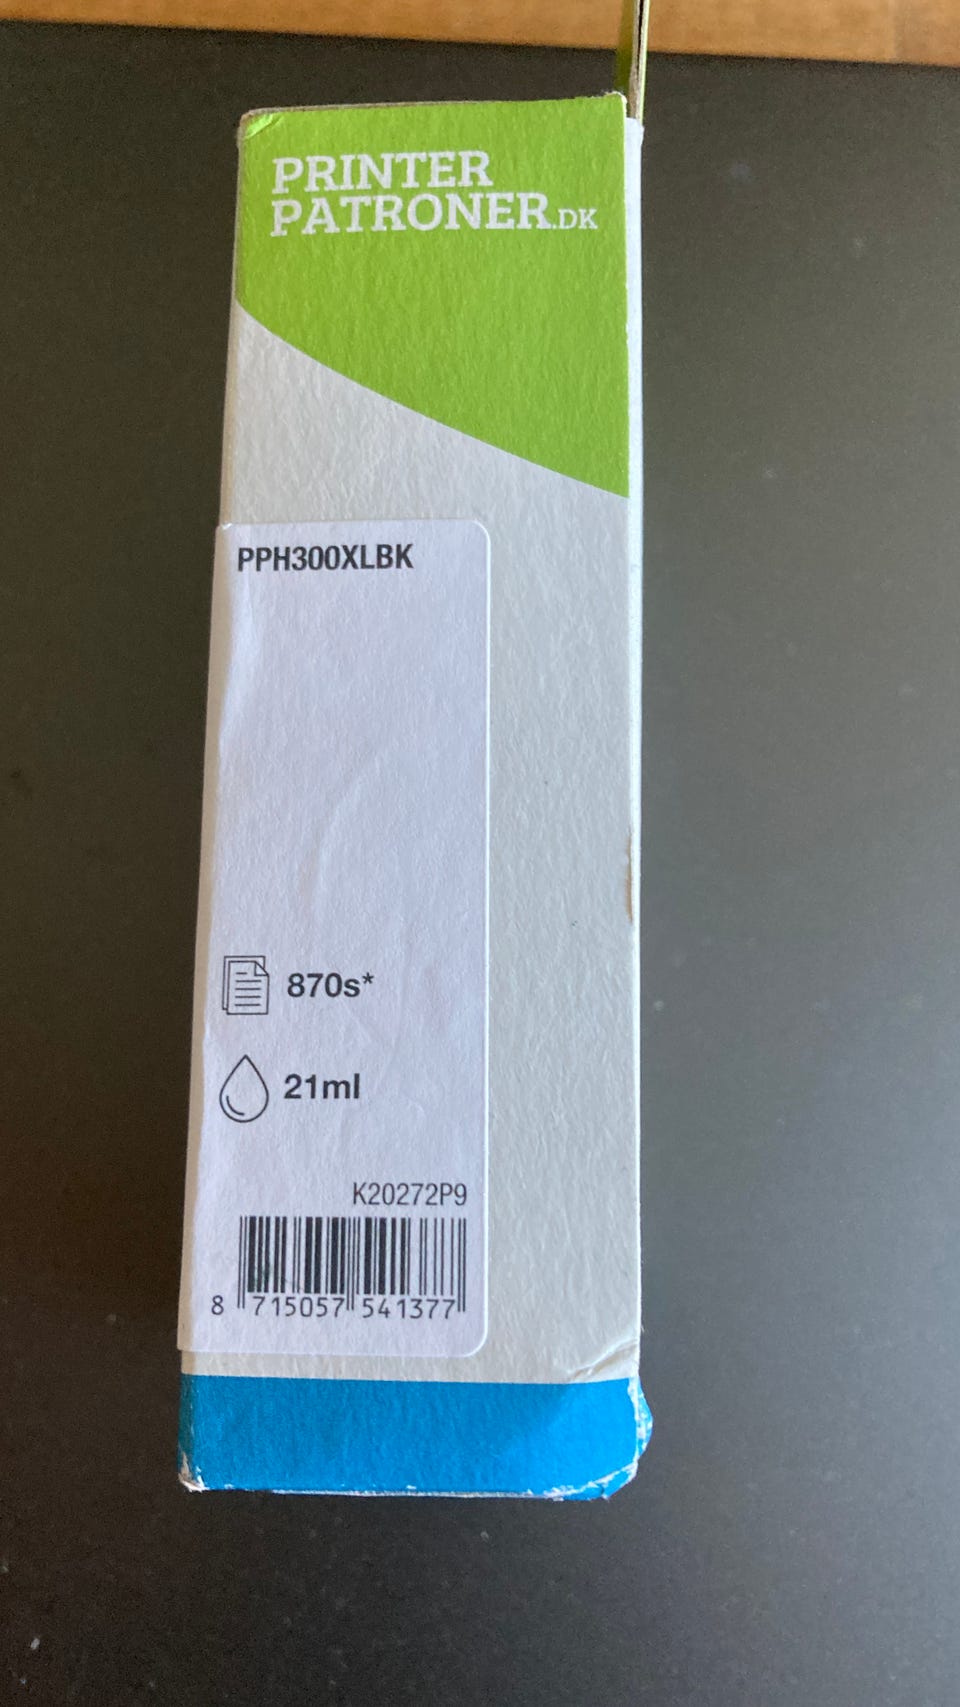 PRINTER
PATRONER.DK
PPH300XLBK
870s*
21ml
K20272P9
8 715057 541377